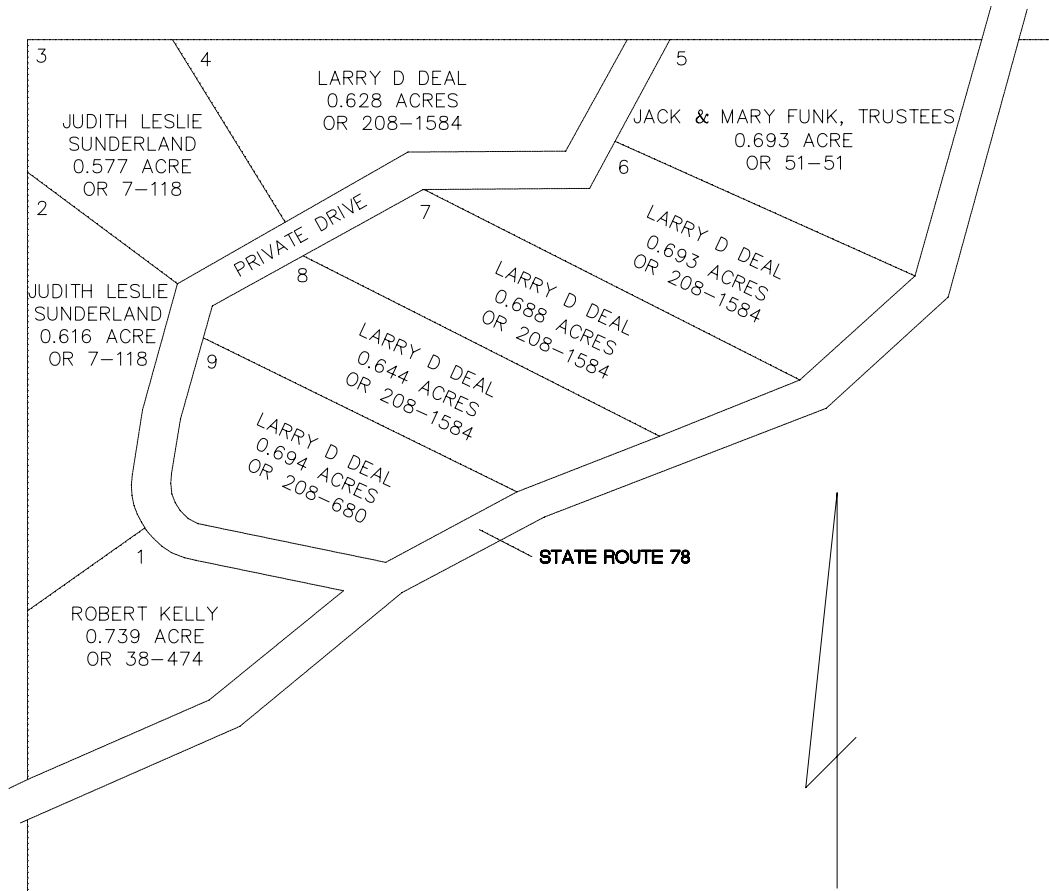 3
JUDITH LESLIE
SUNDERLAND
0.577 ACRE
OR 7-118
4
LARRY D DEAL
0.628 ACRES
OR 208-1584
5
JACK & MARY FUNK, TRUSTEES
0.693 ACRE
OR 51-51
2
JUDITH LESLIE
SUNDERLAND
0.616 ACRE
OR 7-118
PRIVATE DRIVE
6
LARRY D DEAL
0.693 ACRES
OR 208-1584
7
LARRY D DEAL
0.688 ACRES
OR 208-1584
8
LARRY D DEAL
0.644 ACRES
OR 208-1584
9
LARRY D DEAL
0.694 ACRES
OR 208-680
1
ROBERT KELLY
0.739 ACRE
OR 38-474
STATE ROUTE 78